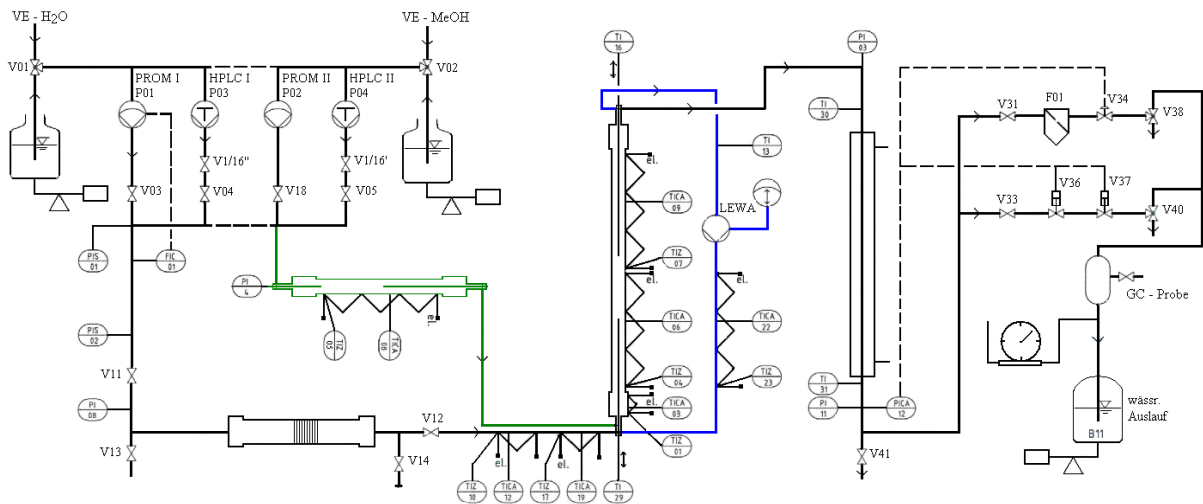 VE - H2O
VE - MeOH
V01
V02
PROM I
P01
HPLC I
P03
PROM II
P02
HPLC II
P04
V1/16"
V1/16'
V03
V04
V18
V05
PIS
01
FIC
01
PIS
02
V11
PI
08
V13
V12
V14
PI
4
TIZ
05
TICA
08
el.
el.
el.
TIZ
10
TICA
12
TIZ
17
TICA
19
TI
29
TI
16
el.
TICA
09
TIZ
07
el.
TICA
06
TIZ
04
el.
TICA
03
TIZ
01
TI
13
LEWA
el.
TICA
22
TIZ
23
PI
03
TI
30
TI
31
PI
11
PICA
12
V41
V31
F01
V34
V38
V33
V36
V37
V40
GC - Probe
wässr.
Auslauf
B11